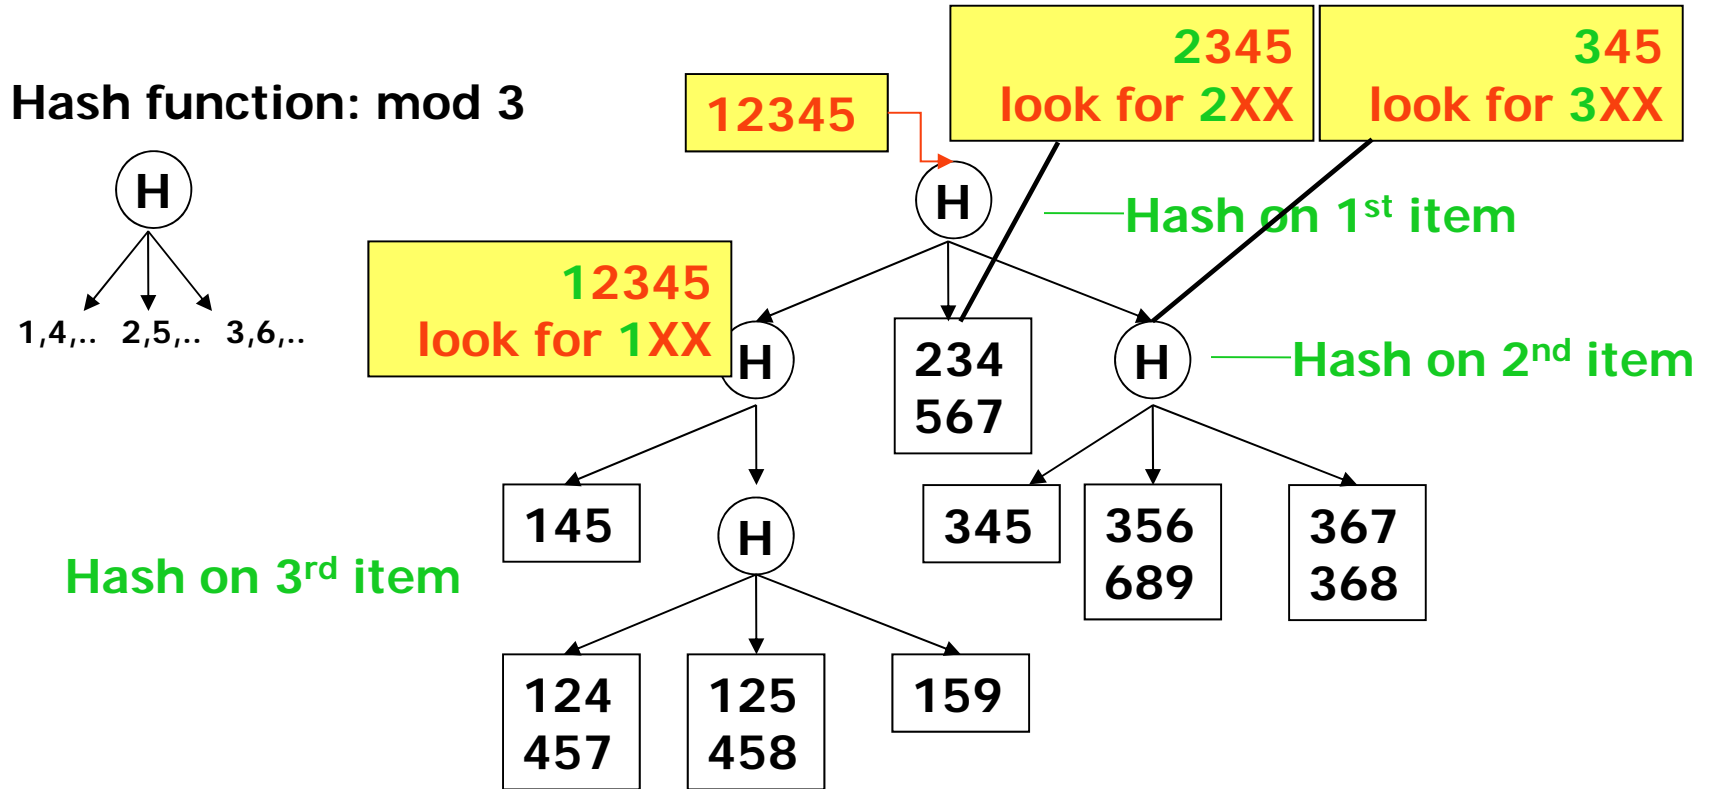 2345
look for 2XX
345
look for 3XX
Hash function: mod 3
12345
H
H
Hash on 1st item
12345
look for 1XX
1,4,.. 2,5,.. 3,6,..
H
234
567
H
Hash on 2nd item
145
H
345
356
689
367
368
Hash on 3rd item
124
457
125
458
159